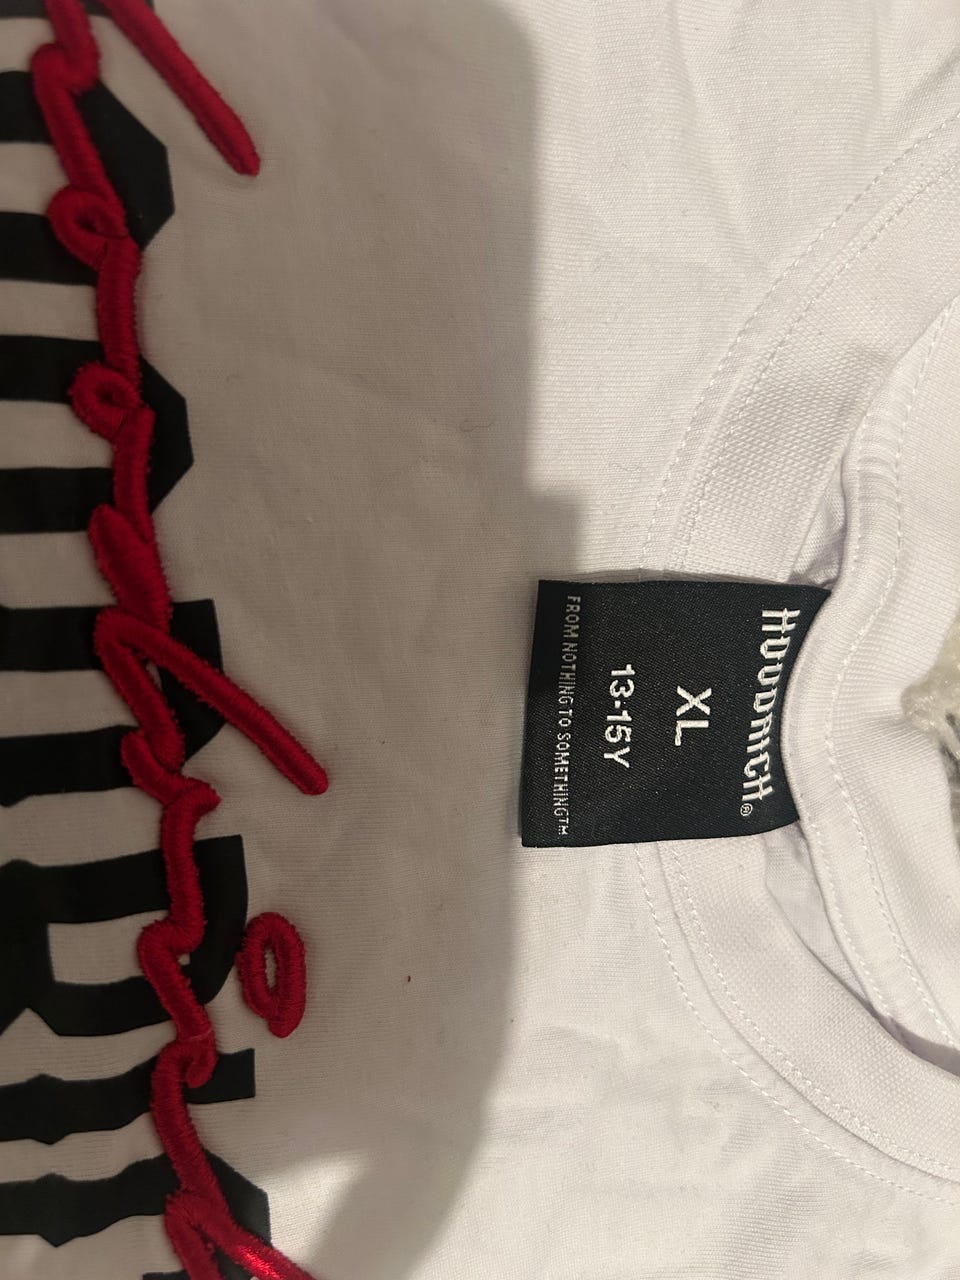 HOODRICH®
XL
13-15Y
FROM NOTHING TO SOMETHING™